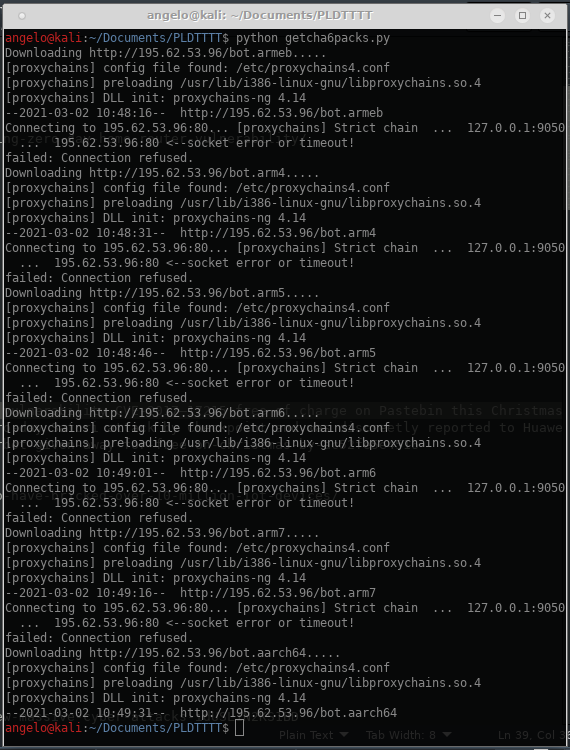 angelo@kali: ~/Documents/PLDTTTT
angelo@kali:~/Documents/PLDTTTT$ python getcha6packs.py
Downloading http://195.62.53.96/bot.armeb.....
[proxychains] config file found: /etc/proxychains4.conf
[proxychains] preloading /usr/lib/i386-linux-gnu/libproxychains.so.4
[proxychains] DLL init: proxychains-ng 4.14
--2021-03-02 10:48:16--  http://195.62.53.96/bot.armeb
Connecting to 195.62.53.96:80... [proxychains] Strict chain  ...  127.0.0.1:9050
  ...  195.62.53.96:80 <--socket error or timeout!
failed: Connection refused.
Downloading http://195.62.53.96/bot.arm4.....
[proxychains] config file found: /etc/proxychains4.conf
[proxychains] preloading /usr/lib/i386-linux-gnu/libproxychains.so.4
[proxychains] DLL init: proxychains-ng 4.14
--2021-03-02 10:48:31--  http://195.62.53.96/bot.arm4
Connecting to 195.62.53.96:80... [proxychains] Strict chain  ...  127.0.0.1:9050
  ...  195.62.53.96:80 <--socket error or timeout!
failed: Connection refused.
Downloading http://195.62.53.96/bot.arm5.....
[proxychains] config file found: /etc/proxychains4.conf
[proxychains] preloading /usr/lib/i386-linux-gnu/libproxychains.so.4
[proxychains] DLL init: proxychains-ng 4.14
--2021-03-02 10:48:46--  http://195.62.53.96/bot.arm5
Connecting to 195.62.53.96:80... [proxychains] Strict chain  ...  127.0.0.1:9050
  ...  195.62.53.96:80 <--socket error or timeout!
failed: Connection refused.
Downloading http://195.62.53.96/bot.arm6.....
[proxychains] config file found: /etc/proxychains4.conf
[proxychains] preloading /usr/lib/i386-linux-gnu/libproxychains.so.4
[proxychains] DLL init: proxychains-ng 4.14
--2021-03-02 10:49:01--  http://195.62.53.96/bot.arm6
Connecting to 195.62.53.96:80... [proxychains] Strict chain  ...  127.0.0.1:9050
  ...  195.62.53.96:80 <--socket error or timeout!
failed: Connection refused.
Downloading http://195.62.53.96/bot.arm7.....
[proxychains] config file found: /etc/proxychains4.conf
[proxychains] preloading /usr/lib/i386-linux-gnu/libproxychains.so.4
[proxychains] DLL init: proxychains-ng 4.14
--2021-03-02 10:49:16--  http://195.62.53.96/bot.arm7
Connecting to 195.62.53.96:80... [proxychains] Strict chain  ...  127.0.0.1:9050
  ...  195.62.53.96:80 <--socket error or timeout!
failed: Connection refused.
Downloading http://195.62.53.96/bot.aarch64.....
[proxychains] config file found: /etc/proxychains4.conf
[proxychains] preloading /usr/lib/i386-linux-gnu/libproxychains.so.4
[proxychains] DLL init: proxychains-ng 4.14
--2021-03-02 10:49:31--  http://195.62.53.96/bot.aarch64
angelo@kali:~/Documents/PLDTTTT$
Plain Text Tab Width: 8 Ln 39, Col